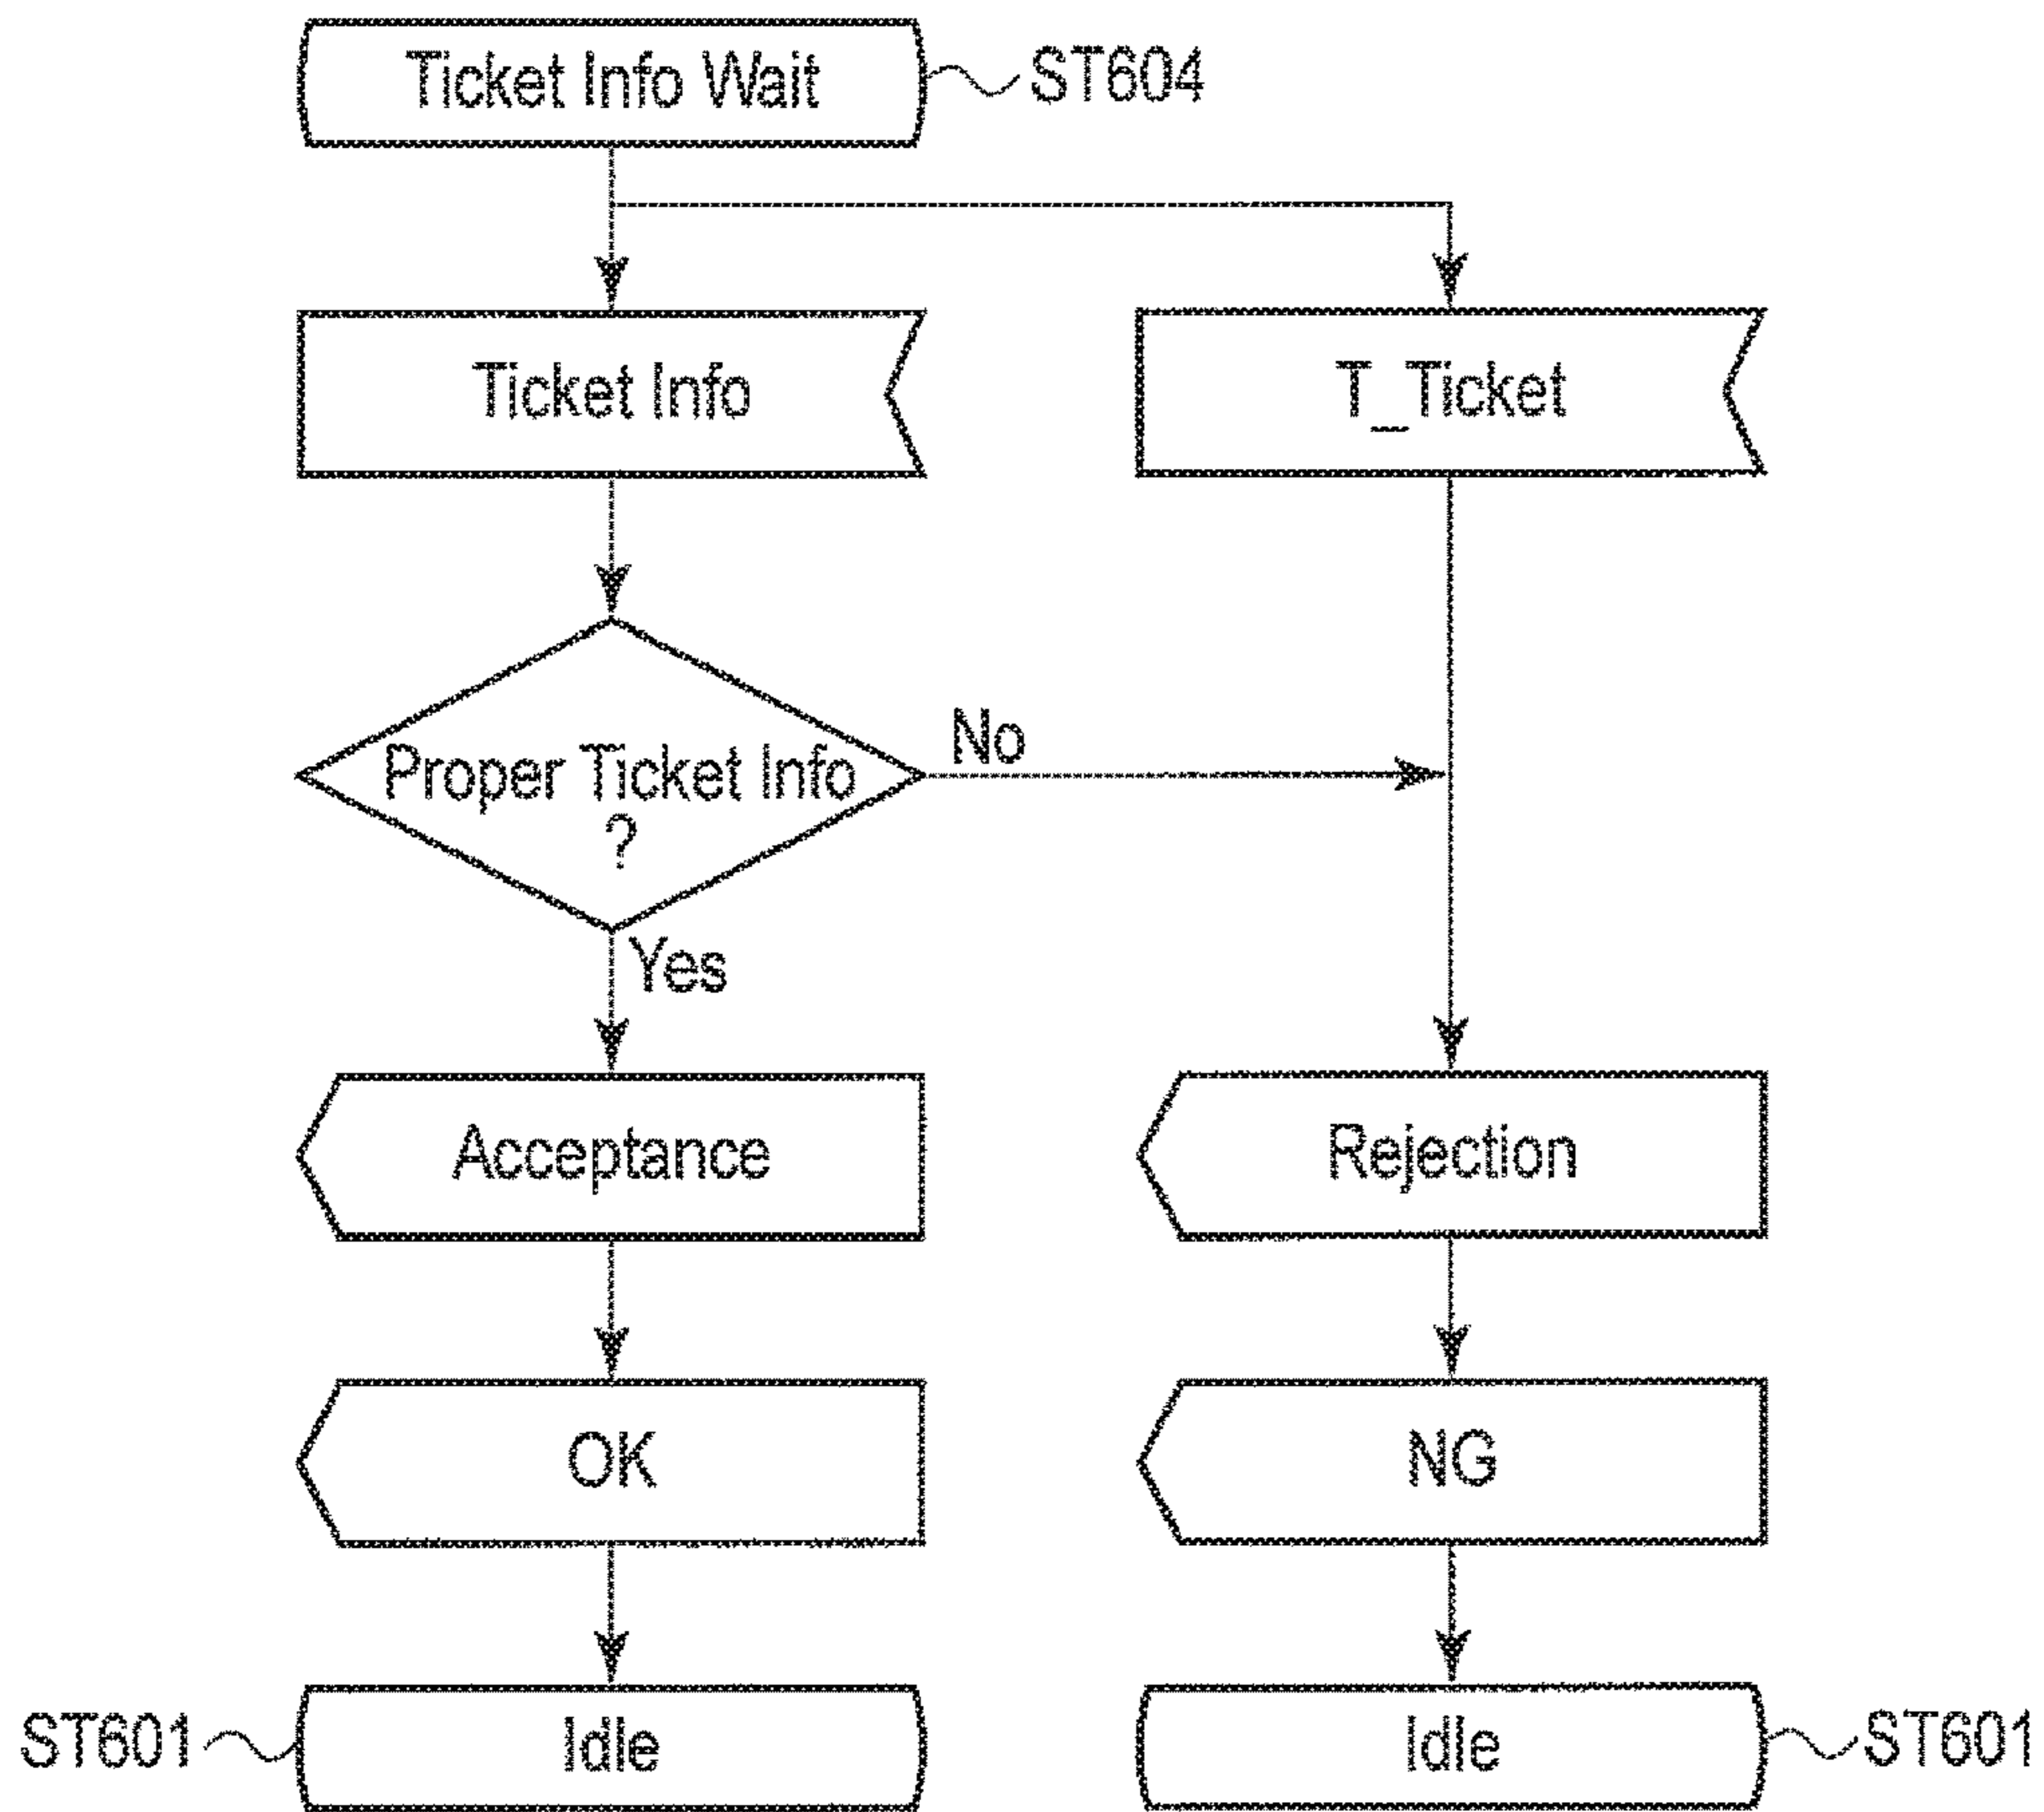 Ticket Info Wait
ST604
Ticket Info
T_Ticket
Proper Ticket Info
?
No
Yes
Acceptance
Rejection
OK
NG
ST601
Idle
Idle
ST601